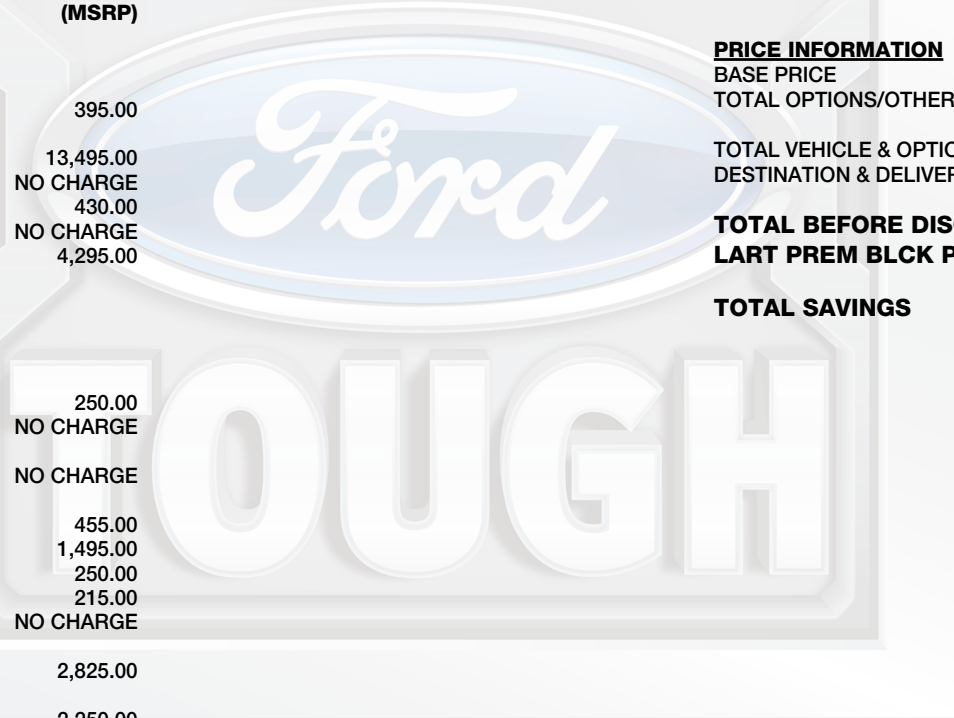 (MSRP)
395.00
13,495.00
NO CHARGE
430.00
NO CHARGE
4,295.00
250.00
NO CHARGE
NO CHARGE
455.00
1,495.00
250.00
215.00
NO CHARGE
2,825.00
PRICE INFORMATION
BASE PRICE
TOTAL OPTIONS/OTHER
TOTAL VEHICLE & OPTIO
DESTINATION & DELIVER
TOTAL BEFORE DIS
LART PREM BLCK P
TOTAL SAVINGS
Ford
TOUGH